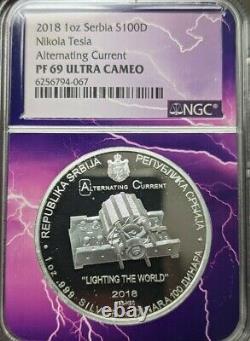 2018 1oz Serbia S100D
Nikola Tesla
Alternating Current
PF 69 ULTRA CAMEO
6256794-067
NGC
REPUBLIKA SRBIJA РЕПУБЛИКА СРБИЈА
ALTERNATING CURRENT
"LIGHTING THE WORLD"
2018
1 oz .999 SILVER
100 ДИНАРА